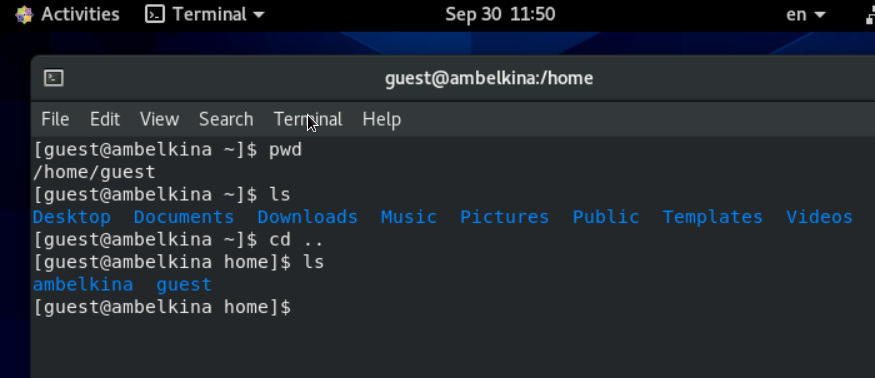 Activities Terminal Sep 30 11:50 en
guest@ambelkina:/home
File Edit View Search Terminal Help
[guest@ambelkina ~]$ pwd
/home/guest
[guest@ambelkina ~]$ ls
Desktop Documents Downloads Music Pictures Public Templates Videos
[guest@ambelkina ~]$ cd ..
[guest@ambelkina home]$ ls
ambelkina guest
[guest@ambelkina home]$